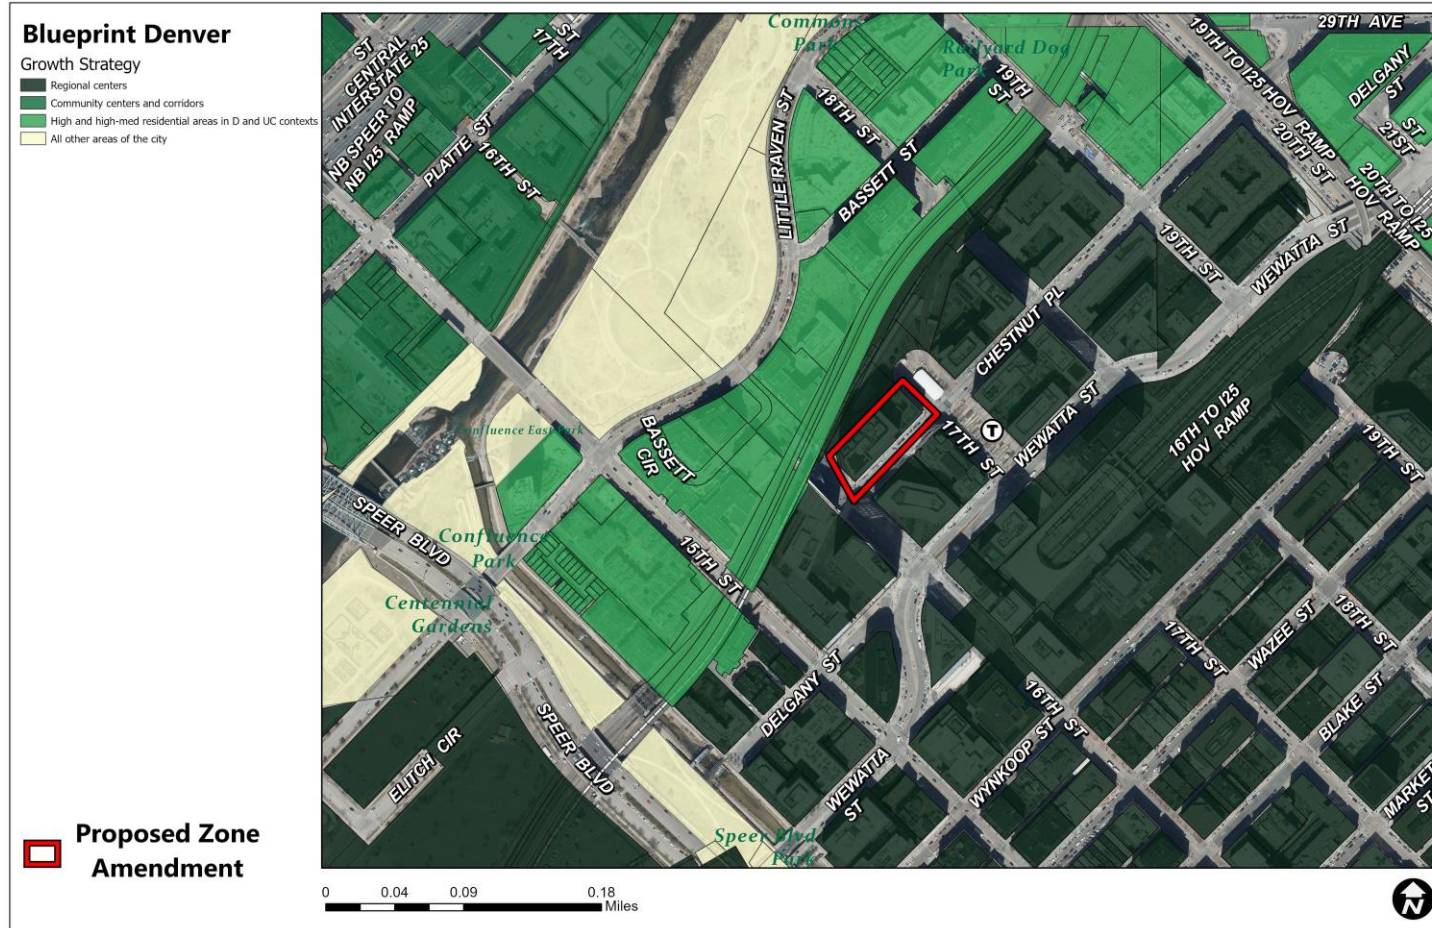 Blueprint Denver
Growth Strategy
Regional centers
Community centers and corridors
High and high-med residential areas in D and UC contexts
All other areas of the city
Proposed Zone
Amendment
ST
CENTRAL
INTERSTATE 25
NB SPEER TO
NB I25 RAMP
17TH
ST
PLATTE ST
16TH ST
Commons
Park
Railyard Dog
Park
19TH
ST
18TH ST
LITTLE RAVEN ST
BASSETT ST
29TH AVE
19TH TO I25 HOV RAMP
20TH ST
DELGANY
ST
21ST
ST
20TH TO I25
HOV RAMP
19TH ST
WEWATTA ST
CHESTNUT PL
WEWATTA ST
17TH ST
T
16TH TO I25
HOV RAMP
19TH ST
Confluence East Park
BASSETT
CIR
SPEER BLVD
Confluence
Park
Centennial
Gardens
15TH ST
ELITCH CIR
SPEER BLVD
DELGANY ST
WEWATTA
ST
16TH ST
WYNKOOP ST
17TH ST
WAZEE ST
18TH ST
BLAKE ST
MARKET
ST
Speer Blvd
Park
0 0.04 0.09 0.18
Miles
N